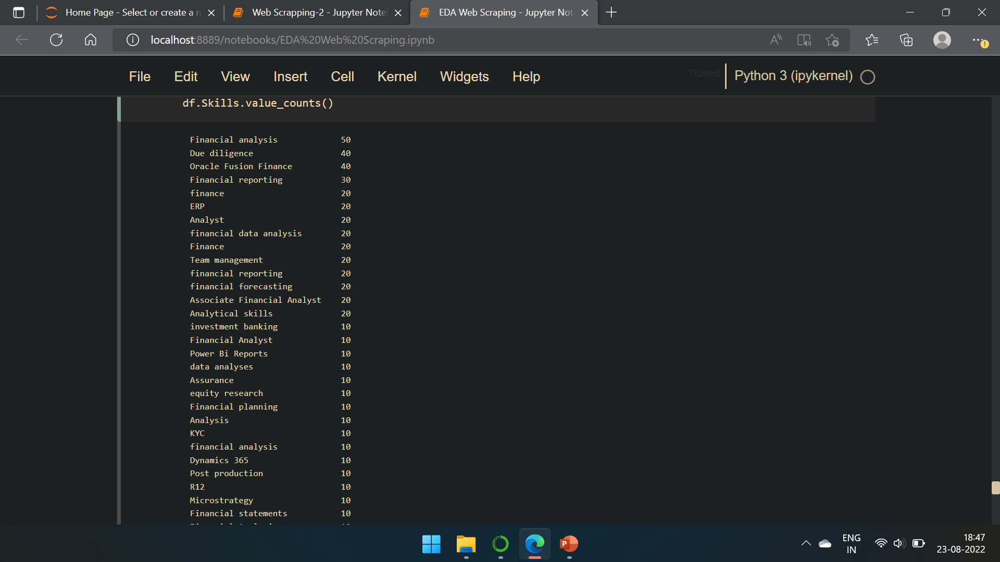 Home Page - Select or create a n
Web Scrapping-2 - Jupyter Note
EDA Web Scraping - Jupyter Not
localhost:8889/notebooks/EDA%20Web%20Scraping.ipynb
File Edit View Insert Cell Kernel Widgets Help Trusted Python 3 (ipykernel)
df.Skills.value_counts()
Financial analysis 50
Due diligence 40
Oracle Fusion Finance 40
Financial reporting 30
finance 20
ERP 20
Analyst 20
financial data analysis 20
Finance 20
Team management 20
financial reporting 20
financial forecasting 20
Associate Financial Analyst 20
Analytical skills 20
investment banking 10
Financial Analyst 10
Power Bi Reports 10
data analyses 10
Assurance 10
equity research 10
Financial planning 10
Analysis 10
KYC 10
financial analysis 10
Dynamics 365 10
Post production 10
R12 10
Microstrategy 10
Financial statements 10
ENG
IN
18:47
23-08-2022